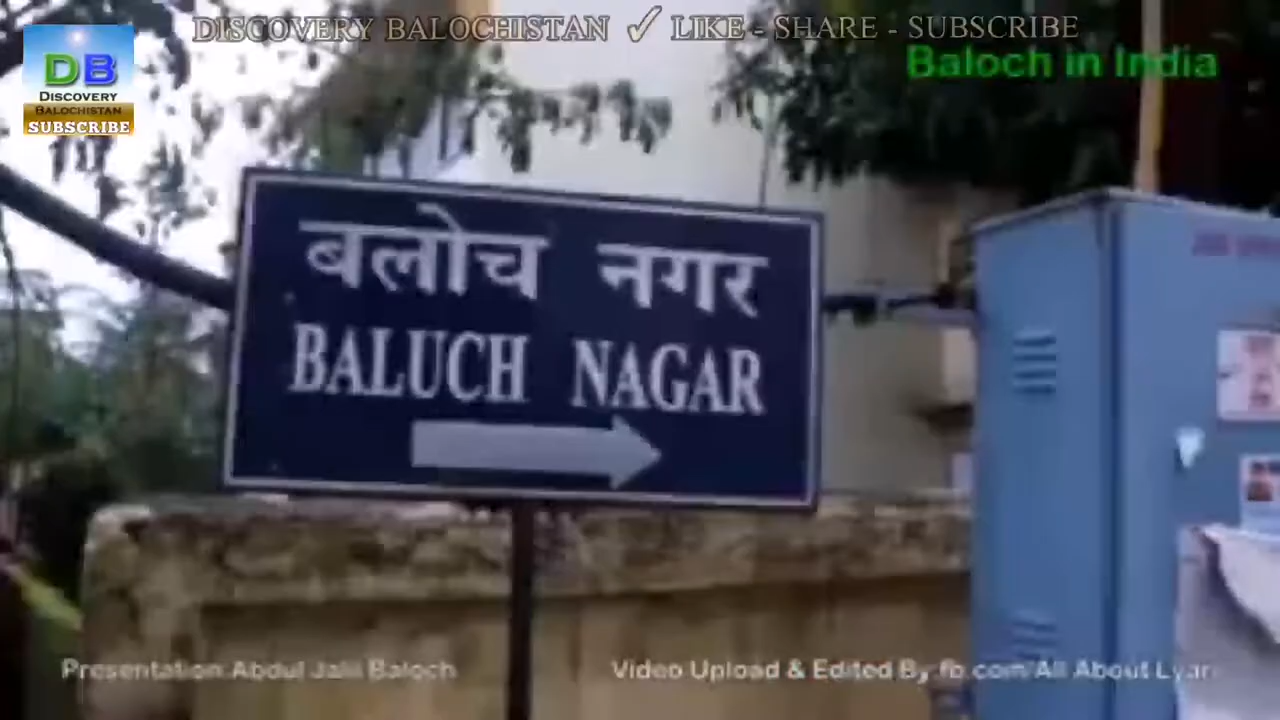 DISCOVERY BALOCHISTAN ✓ LIKE - SHARE - SUBSCRIBE
Baloch in India
DB
DISCOVERY
BALOCHISTAN
SUBSCRIBE
बलोच नगर
BALUCH NAGAR
Presentation Abdul Jalil Baloch
Video Upload & Edited By fb.com/All About Lyari